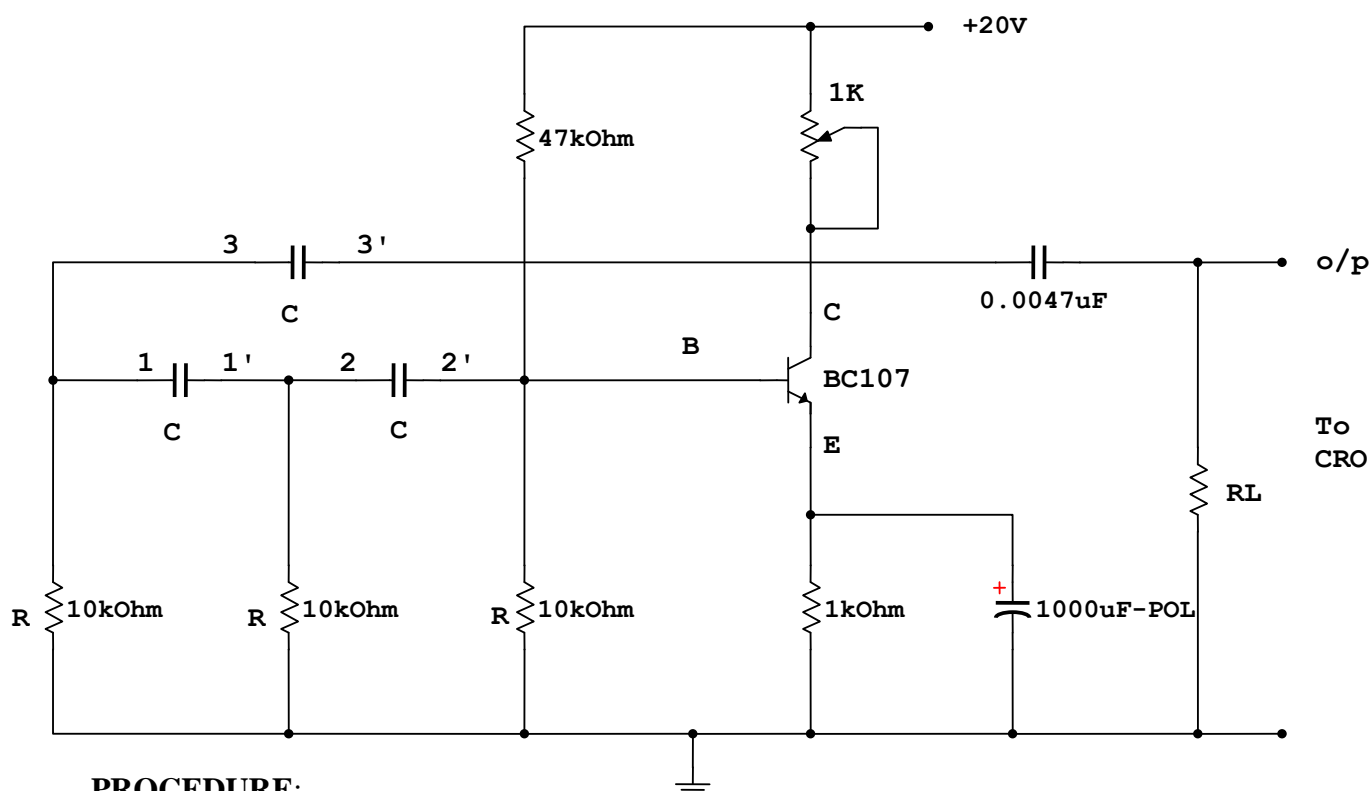 +20V
1K
47kOhm
3 3'
o/p
C
0.0047uF
C
B
1 1' 2 2'
BC107
C C
E
To
CRO
RL
+
R 10kOhm R 10kOhm R 10kOhm 1kOhm 1000uF-POL
PROCEDURE: